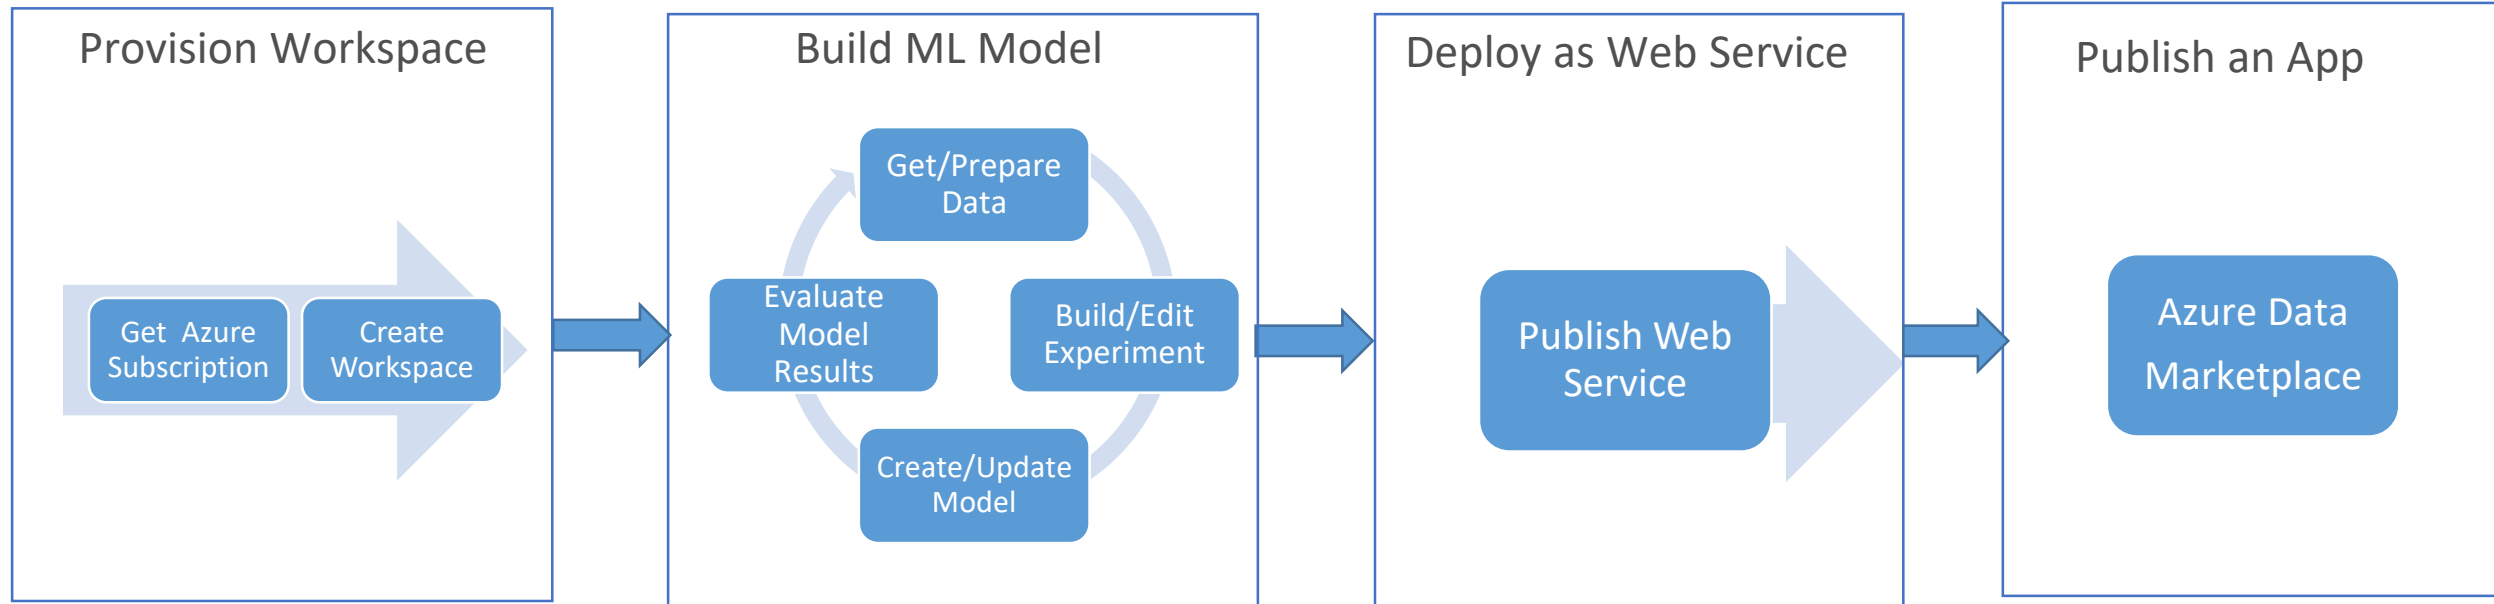 Provision Workspace
Get Azure
Subscription
Create
Workspace
Build ML Model
Get/Prepare
Data
Build/Edit
Experiment
Create/Update
Model
Evaluate
Model
Results
Deploy as Web Service
Publish Web
Service
Publish an App
Azure Data
Marketplace